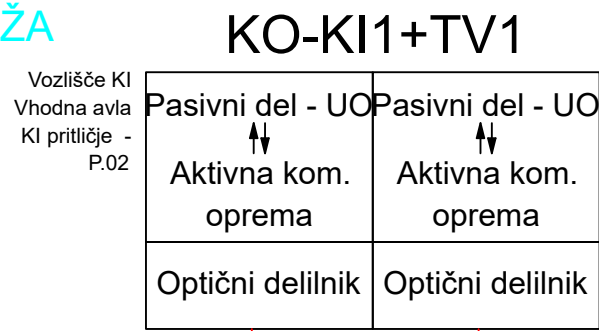 ŽA
KO-KI1+TV1
Vozlišče KI
Vhodna avla
KI pritličje -
P.02
Pasivni del - UO
Aktivna kom.
oprema
Optični delilnik
Pasivni del - UO
Aktivna kom.
oprema
Optični delilnik